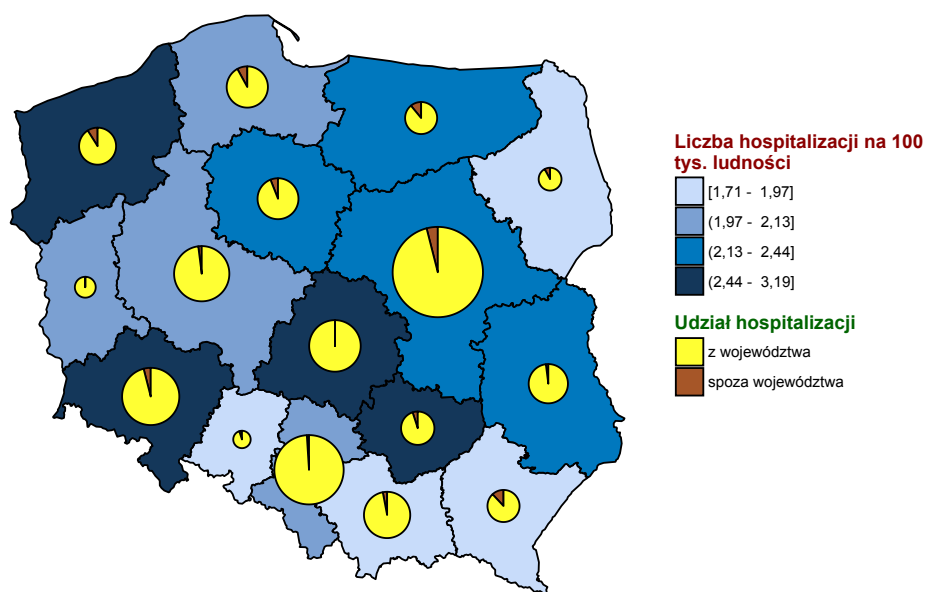 Liczba hospitalizacji na 100
tys. ludności
[1,71 - 1,97]
(1,97 - 2,13]
(2,13 - 2,44]
(2,44 - 3,19]
Udział hospitalizacji
z województwa
spoza województwa